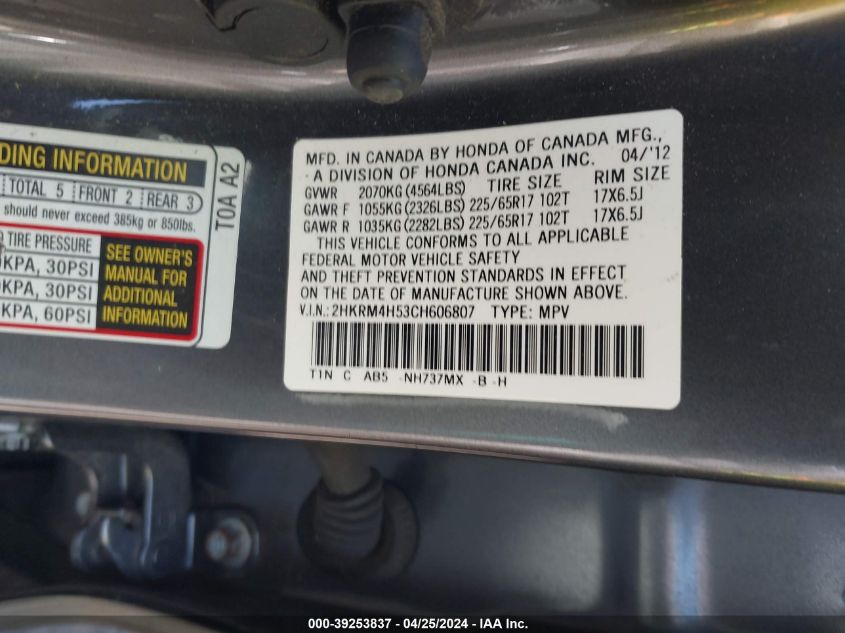 DING INFORMATION
TOTAL 5 FRONT 2 REAR 3
should never exceed 385kg or 850lbs.
TIRE PRESSURE
KPA, 30PSI
KPA, 30PSI
KPA, 60PSI
SEE OWNER'S
MANUAL FOR
ADDITIONAL
INFORMATION
T0A A2
MFD. IN CANADA BY HONDA OF CANADA MFG.,
A DIVISION OF HONDA CANADA INC. 04/'12
GVWR 2070KG (4564LBS) TIRE SIZE RIM SIZE
GAWR F 1055KG (2326LBS) 225/65R17 102T 17X6.5J
GAWR R 1035KG (2282LBS) 225/65R17 102T 17X6.5J
THIS VEHICLE CONFORMS TO ALL APPLICABLE
FEDERAL MOTOR VEHICLE SAFETY
AND THEFT PREVENTION STANDARDS IN EFFECT
ON THE DATE OF MANUFACTURE SHOWN ABOVE.
V.I.N.: 2HKRM4H53CH606807 TYPE: MPV
T1N C AB5 -NH737MX -B -H
000-39253837 - 04/25/2024 - IAA Inc.